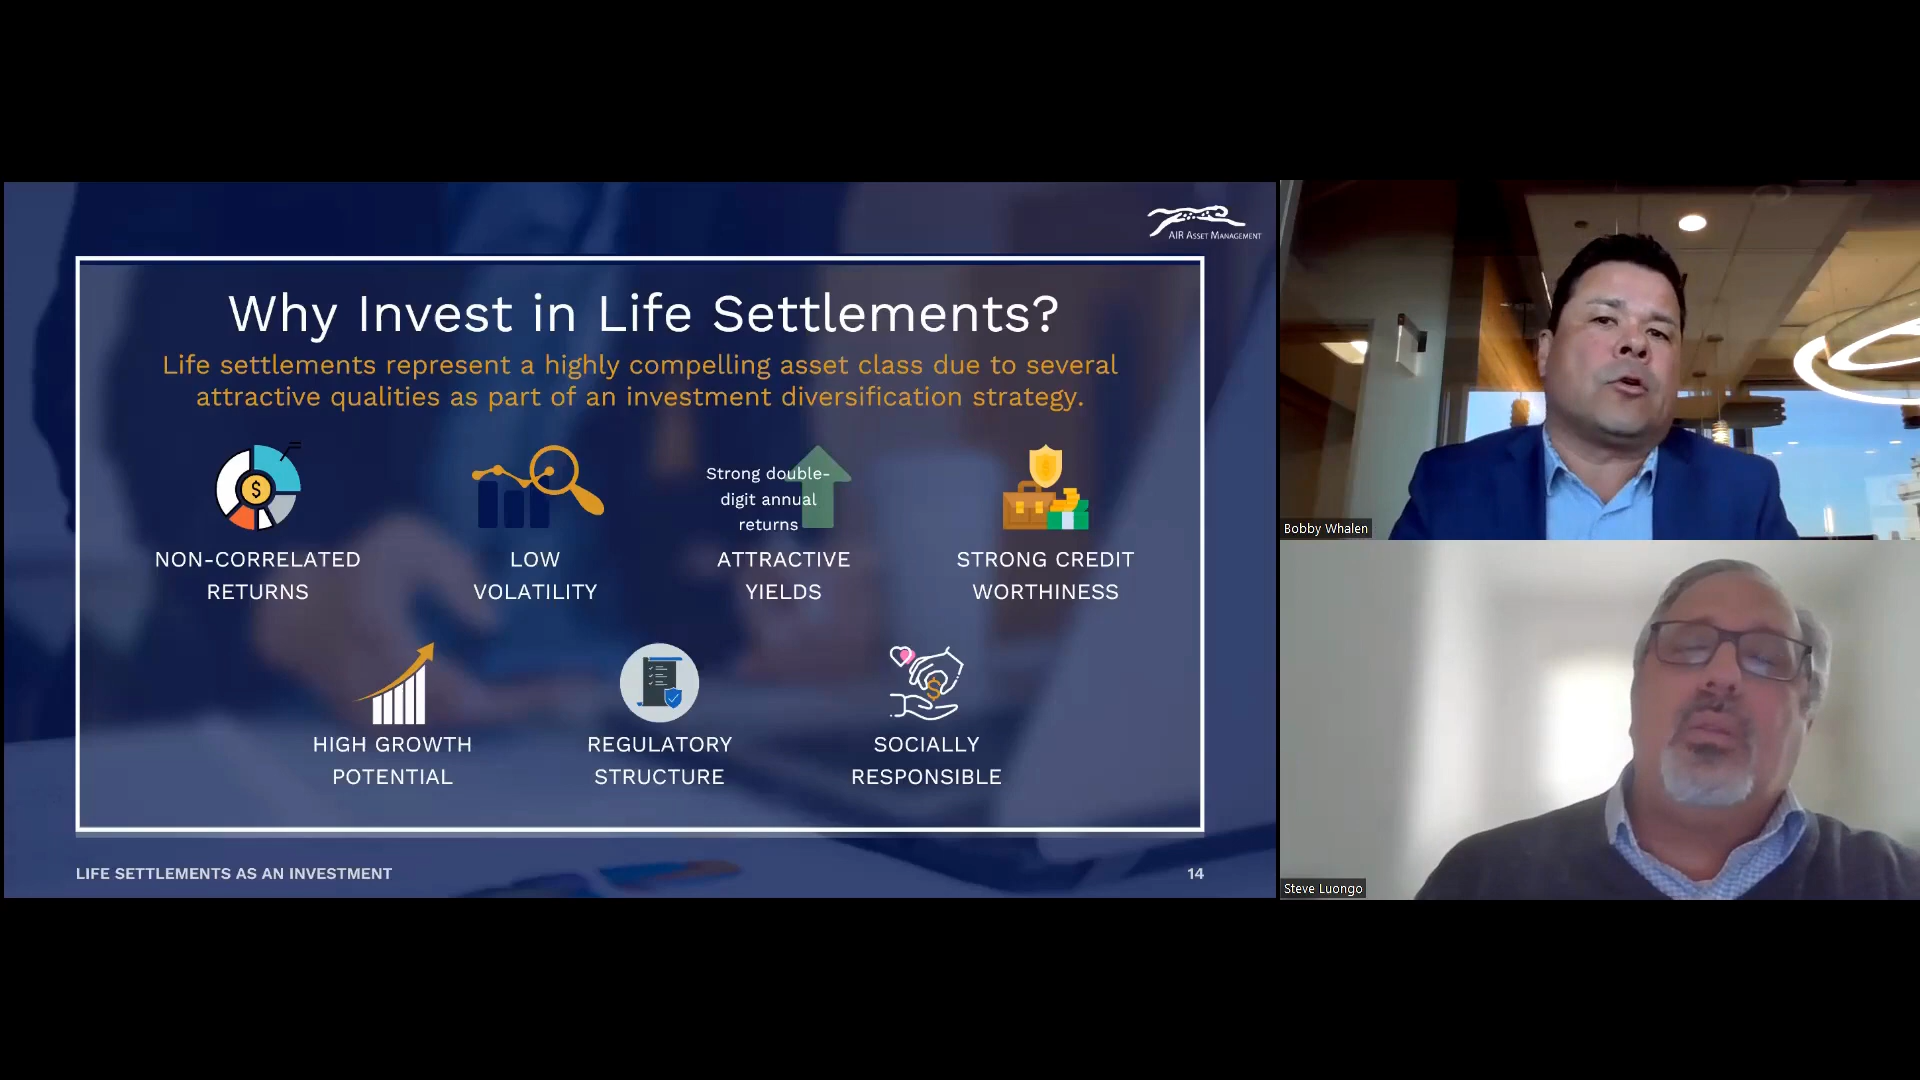 AIR ASSET MANAGEMENT
Why Invest in Life Settlements?
Life settlements represent a highly compelling asset class due to several
attractive qualities as part of an investment diversification strategy.
Strong double-
digit annual
returns
NON-CORRELATED
RETURNS
LOW
VOLATILITY
ATTRACTIVE
YIELDS
STRONG CREDIT
WORTHINESS
HIGH GROWTH
POTENTIAL
REGULATORY
STRUCTURE
SOCIALLY
RESPONSIBLE
LIFE SETTLEMENTS AS AN INVESTMENT
14
Bobby Whalen
Steve Luongo